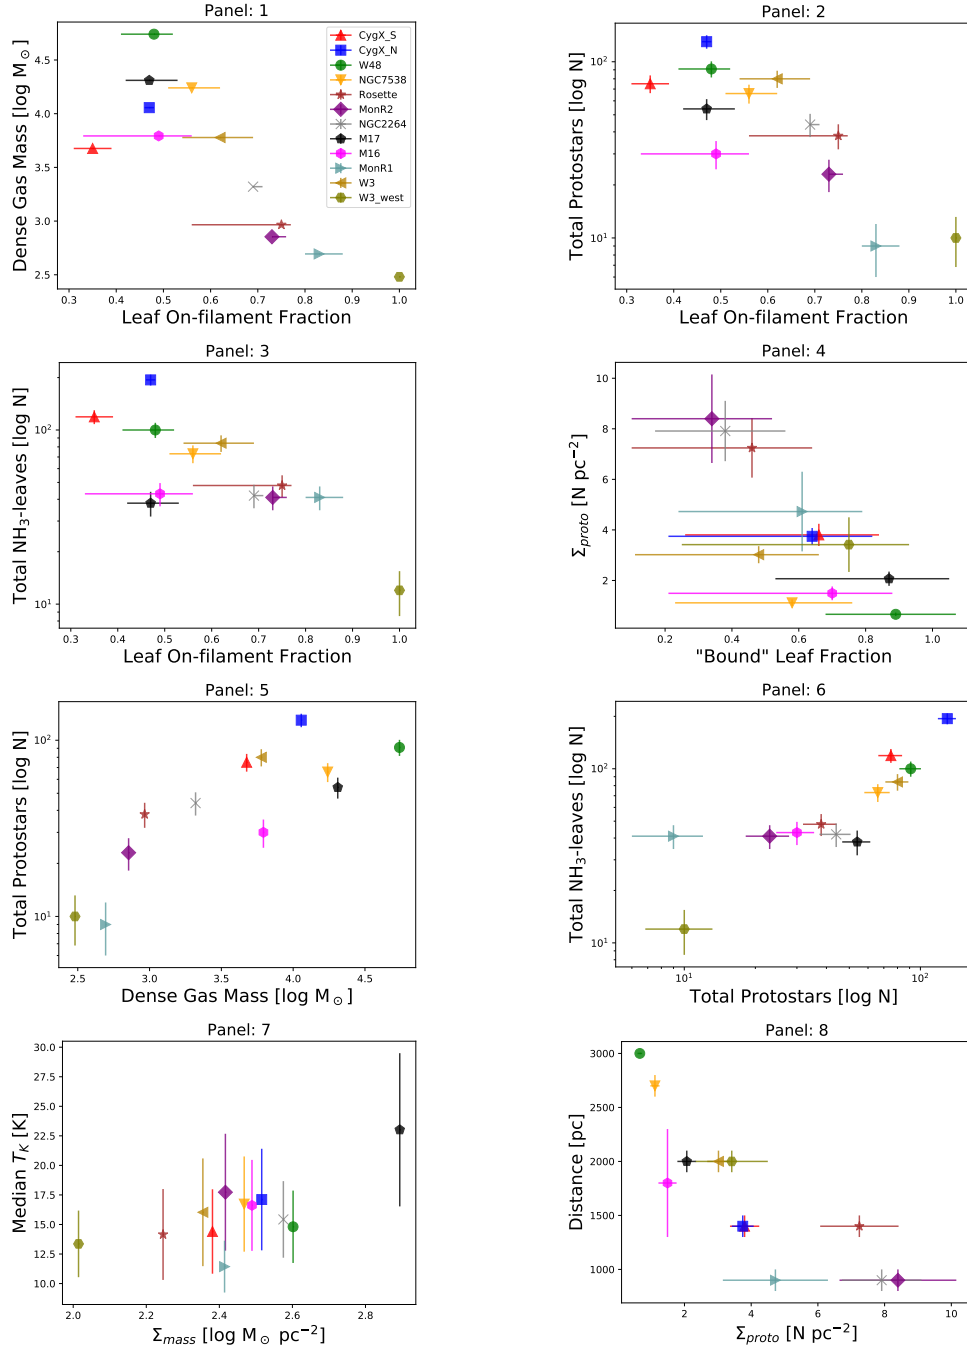 Panel: 1
Dense Gas Mass [log M⊙]
4.5
4.0
3.5
3.0
2.5
0.3 0.4 0.5 0.6 0.7 0.8 0.9 1.0
Leaf On-filament Fraction
CygX_S
CygX_N
W48
NGC7538
Rosette
MonR2
NGC2264
M17
M16
MonR1
W3
W3_west
Panel: 2
Total Protostars [log N]
10²
10¹
0.3 0.4 0.5 0.6 0.7 0.8 0.9 1.0
Leaf On-filament Fraction
Panel: 3
Total NH₃-leaves [log N]
10²
10¹
0.3 0.4 0.5 0.6 0.7 0.8 0.9 1.0
Leaf On-filament Fraction
Panel: 4
Σproto [N pc⁻²]
10
8
6
4
2
0.2 0.4 0.6 0.8 1.0
"Bound" Leaf Fraction
Panel: 5
Total Protostars [log N]
10²
10¹
2.5 3.0 3.5 4.0 4.5
Dense Gas Mass [log M⊙]
Panel: 6
Total NH₃-leaves [log N]
10²
10¹
10¹ 10²
Total Protostars [log N]
Panel: 7
Median T_K [K]
30.0
27.5
25.0
22.5
20.0
17.5
15.0
12.5
10.0
2.0 2.2 2.4 2.6 2.8
Σmass [log M⊙ pc⁻²]
Panel: 8
Distance [pc]
3000
2500
2000
1500
1000
2 4 6 8 10
Σproto [N pc⁻²]